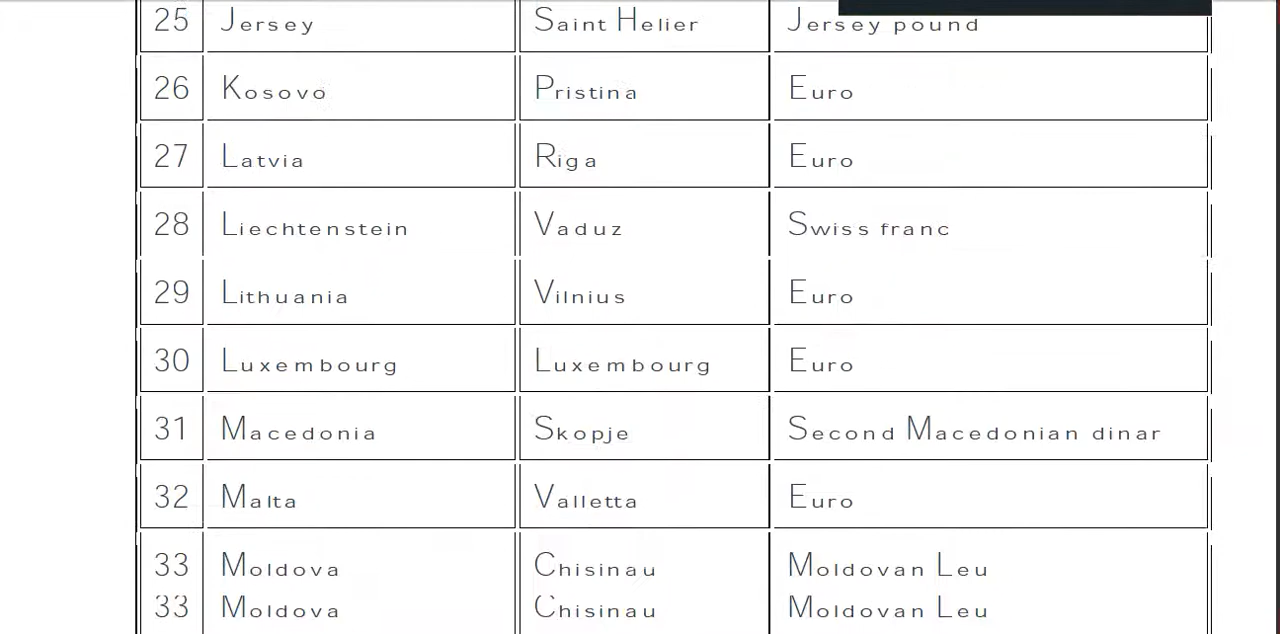 25 Jersey Saint Helier Jersey pound
26 Kosovo Pristina Euro
27 Latvia Riga Euro
28 Liechtenstein Vaduz Swiss franc
29 Lithuania Vilnius Euro
30 Luxembourg Luxembourg Euro
31 Macedonia Skopje Second Macedonian dinar
32 Malta Valletta Euro
33 Moldova Chisinau Moldovan Leu
33 Moldova Chisinau Moldovan Leu